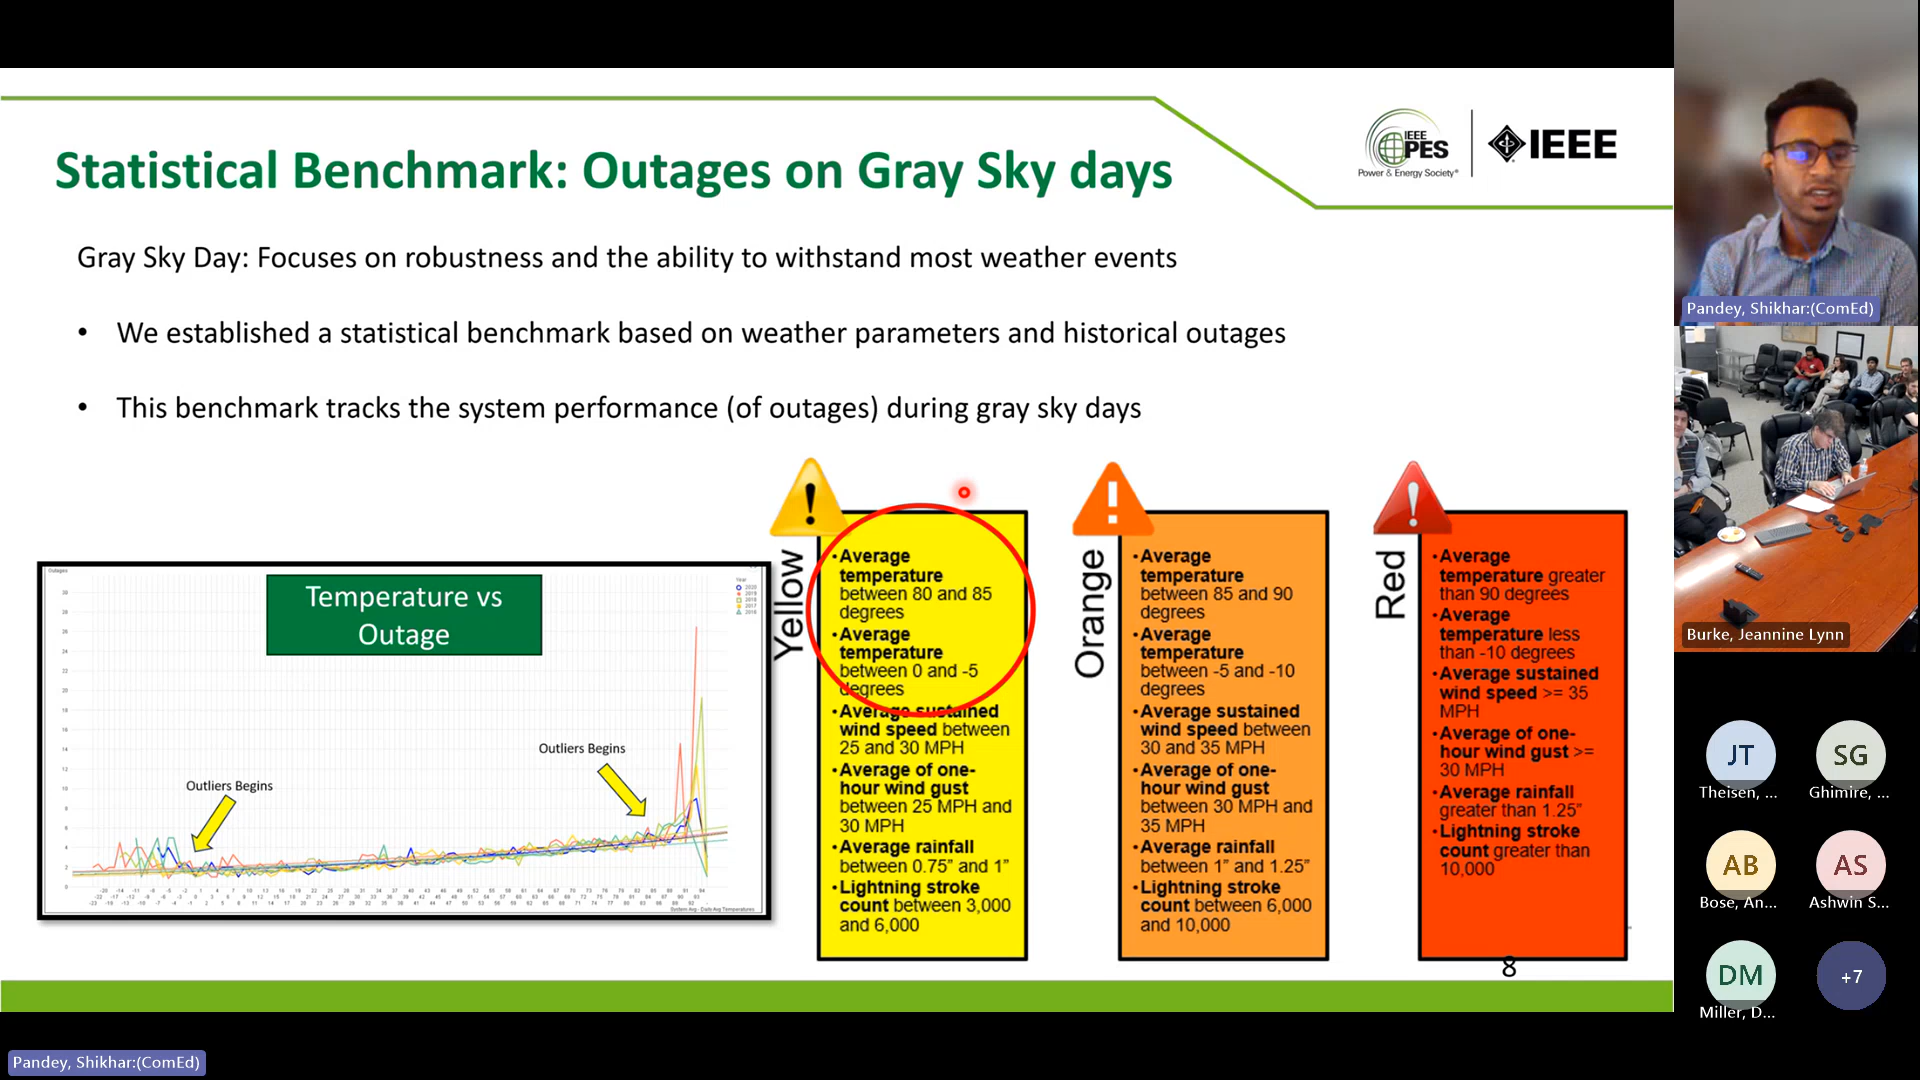 Statistical Benchmark: Outages on Gray Sky days
IEEE
PES
Power & Energy Society®
IEEE
Gray Sky Day: Focuses on robustness and the ability to withstand most weather events
• We established a statistical benchmark based on weather parameters and historical outages
• This benchmark tracks the system performance (of outages) during gray sky days
Temperature vs
Outage
Outages
Year
Outliers Begins
Outliers Begins
System Avg - Daily Avg Temperatures
Yellow
•Average
temperature
between 80 and 85
degrees
•Average
temperature
between 0 and -5
degrees
•Average sustained
wind speed between
25 and 30 MPH
•Average of one-
hour wind gust
between 25 MPH and
30 MPH
•Average rainfall
between 0.75” and 1”
•Lightning stroke
count between 3,000
and 6,000
Orange
•Average
temperature
between 85 and 90
degrees
•Average
temperature
between -5 and -10
degrees
•Average sustained
wind speed between
30 and 35 MPH
•Average of one-
hour wind gust
between 30 MPH and
35 MPH
•Average rainfall
between 1” and 1.25”
•Lightning stroke
count between 6,000
and 10,000
Red
•Average
temperature greater
than 90 degrees
•Average
temperature less
than -10 degrees
•Average sustained
wind speed >= 35
MPH
•Average of one-
hour wind gust >=
30 MPH
•Average rainfall
greater than 1.25”
•Lightning stroke
count greater than
10,000
8
Pandey, Shikhar:(ComEd)
Burke, Jeannine Lynn
JT
Theisen, ...
SG
Ghimire, ...
AB
Bose, An...
AS
Ashwin S...
DM
Miller, D...
+7
Pandey, Shikhar:(ComEd)